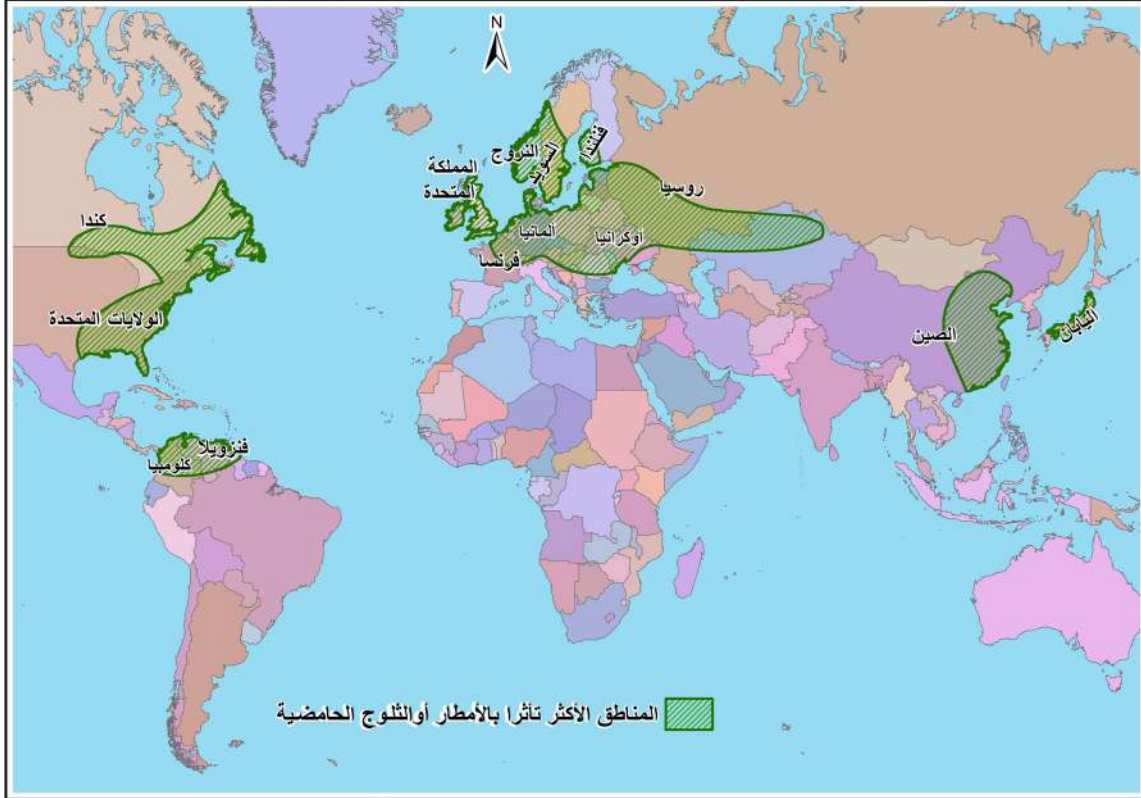 N
النروج
السويد
فنلندا
المملكة
المتحدة
روسيا
كندا
ألمانيا
أوكرانيا
فرنسا
الولايات المتحدة
الصين
اليابان
فنزويلا
كلومبيا
المناطق الأكثر تأثرا بالأمطار أوالثلوج الحامضية